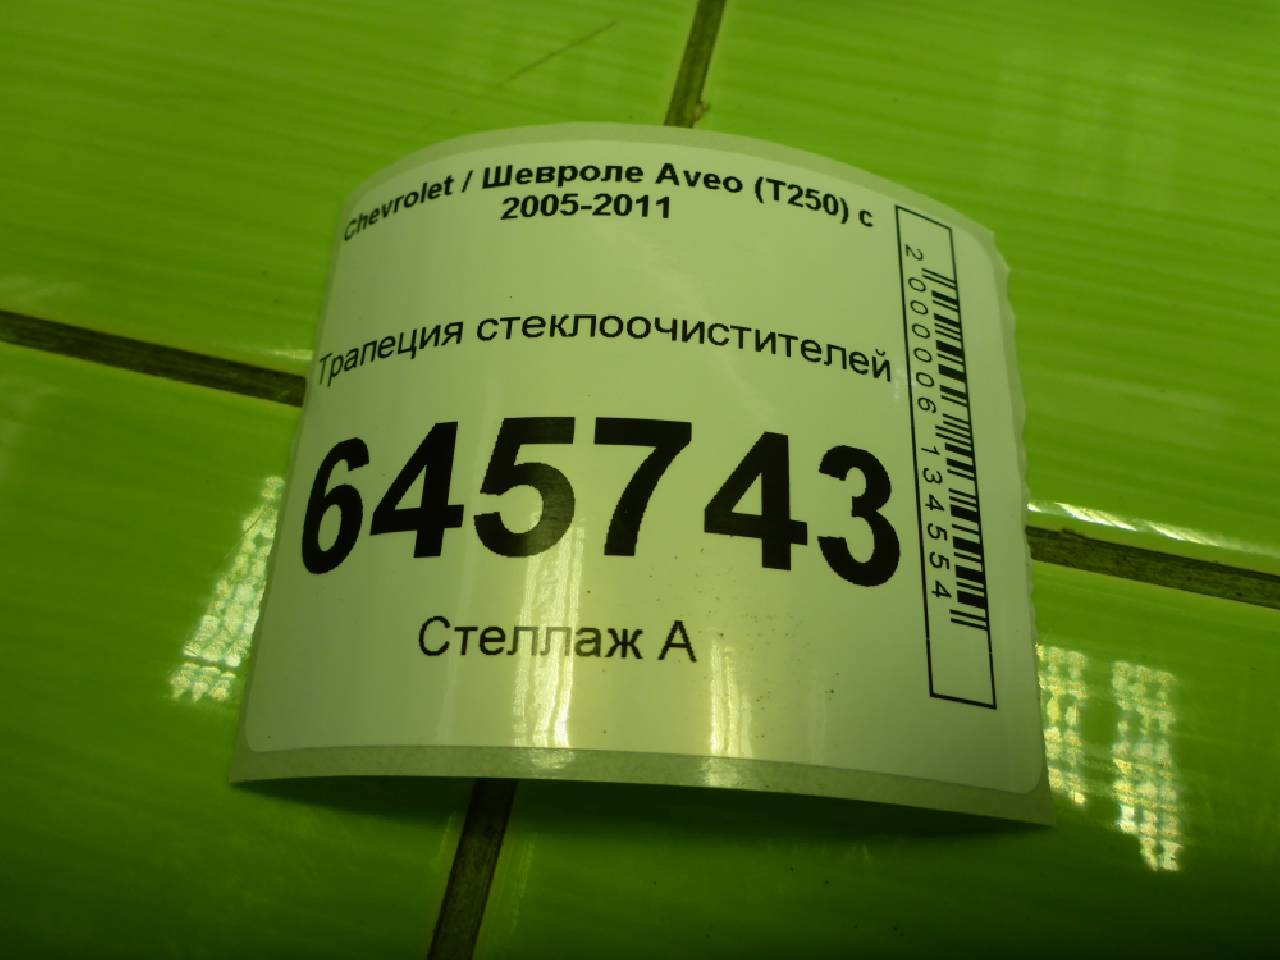 Chevrolet / Шевроле Aveo (T250) с
2005-2011
Трапеция стеклоочистителей
645743
Стеллаж А
2000006134554